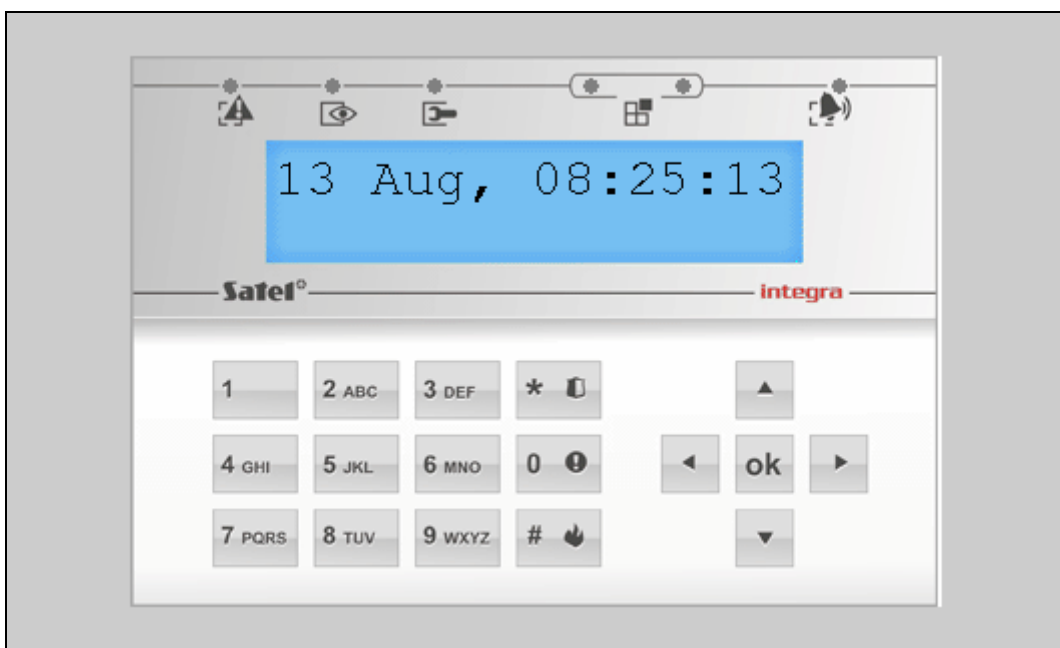 13 Aug, 08:25:13
Satel®
integra
1 2 ABC 3 DEF *
4 GHI 5 JKL 6 MNO 0 ok
7 PQRS 8 TUV 9 WXYZ #